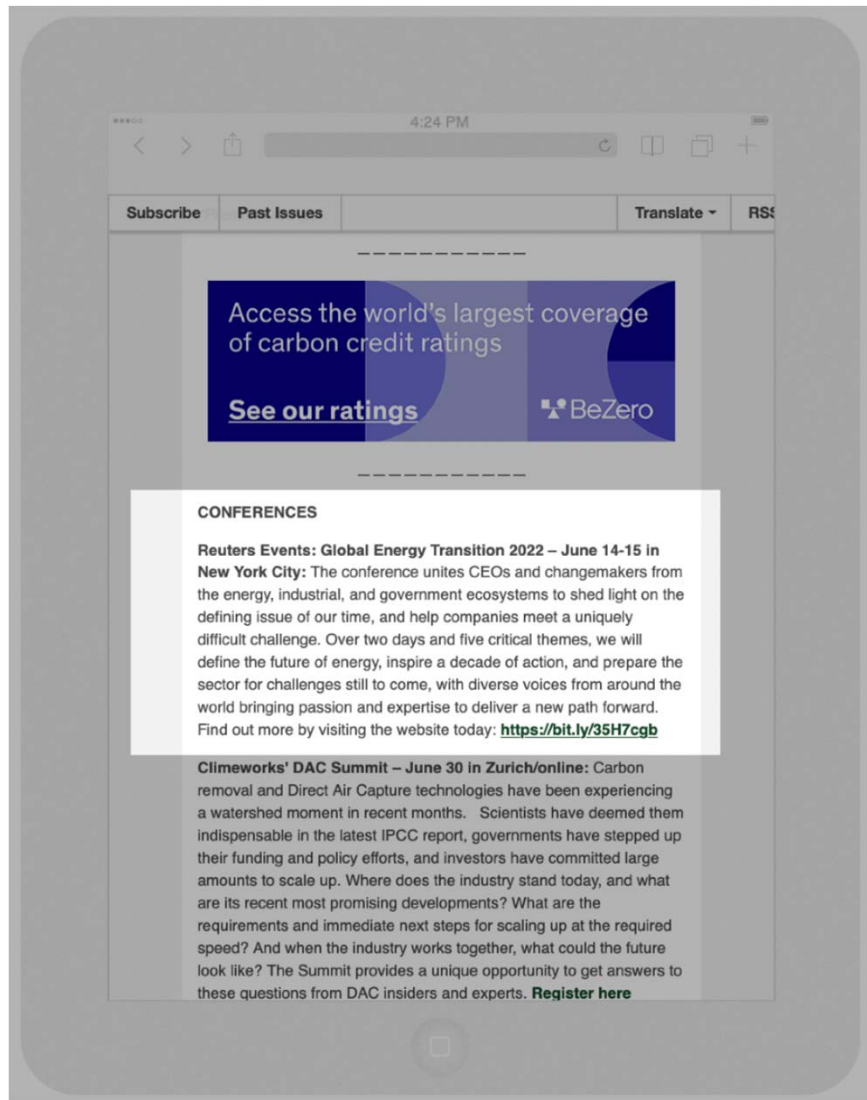 4:24 PM
Subscribe
Past Issues
Translate
RSS
Access the world's largest coverage
of carbon credit ratings
See our ratings
BeZero
CONFERENCES
Reuters Events: Global Energy Transition 2022 – June 14-15 in
New York City: The conference unites CEOs and changemakers from
the energy, industrial, and government ecosystems to shed light on the
defining issue of our time, and help companies meet a uniquely
difficult challenge. Over two days and five critical themes, we will
define the future of energy, inspire a decade of action, and prepare the
sector for challenges still to come, with diverse voices from around the
world bringing passion and expertise to deliver a new path forward.
Find out more by visiting the website today: https://bit.ly/35H7cgb
Climeworks' DAC Summit – June 30 in Zurich/online: Carbon
removal and Direct Air Capture technologies have been experiencing
a watershed moment in recent months. Scientists have deemed them
indispensable in the latest IPCC report, governments have stepped up
their funding and policy efforts, and investors have committed large
amounts to scale up. Where does the industry stand today, and what
are its recent most promising developments? What are the
requirements and immediate next steps for scaling up at the required
speed? And when the industry works together, what could the future
look like? The Summit provides a unique opportunity to get answers to
these questions from DAC insiders and experts. Register here